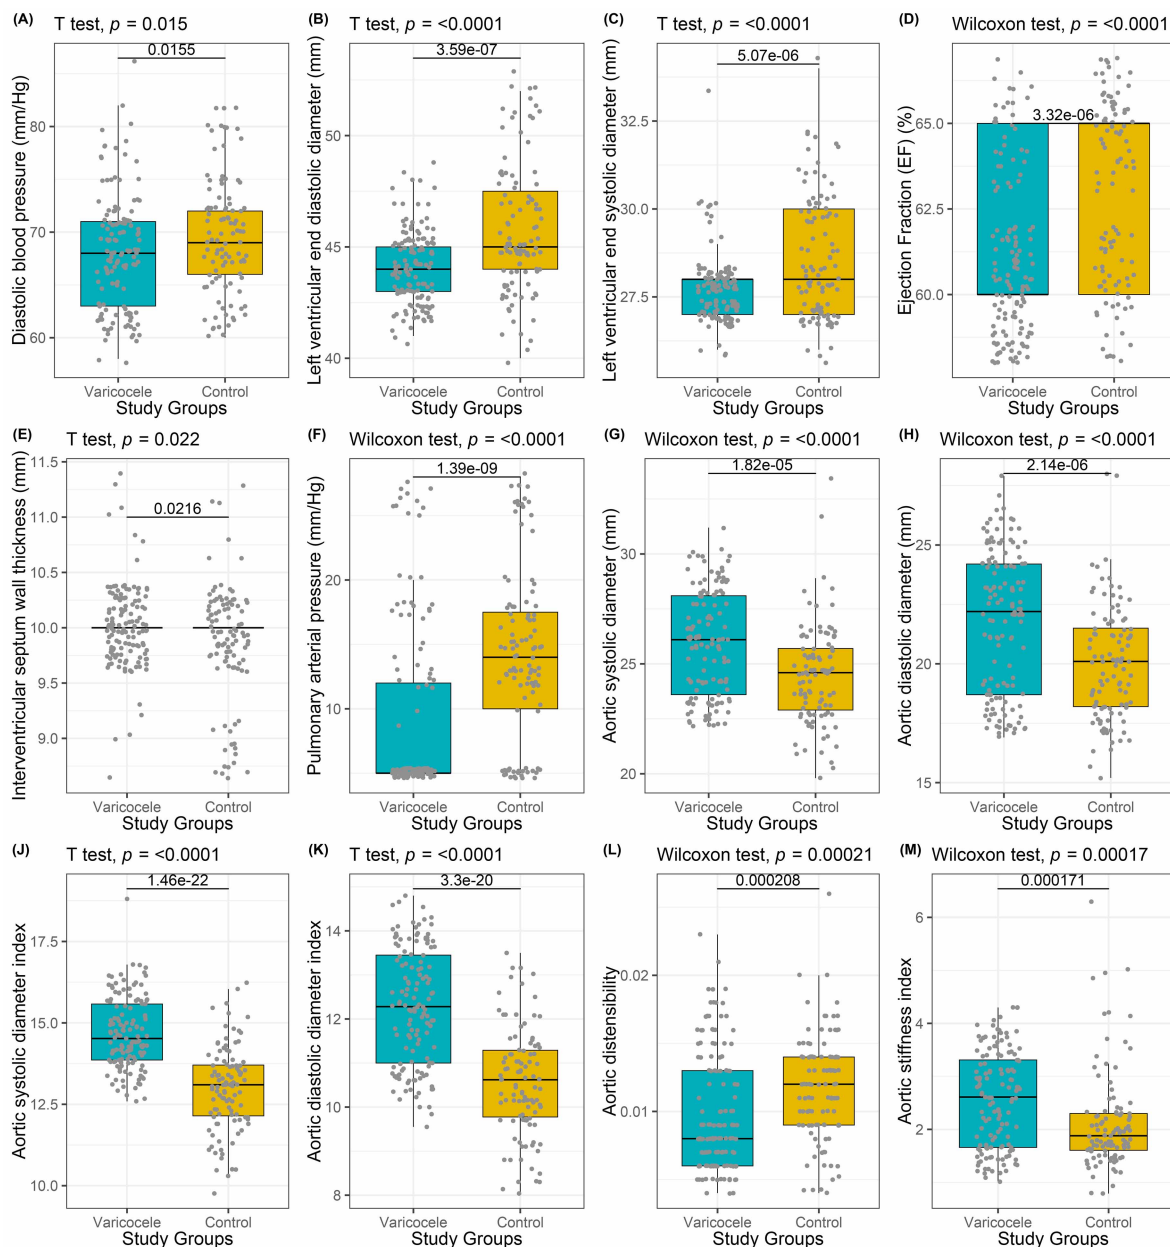 (A) T test, p = 0.015
0.0155
Diastolic blood pressure (mm/Hg)
80
70
60
Varicocele Control
Study Groups
(B) T test, p = <0.0001
3.59e-07
Left ventricular end diastolic diameter (mm)
50
45
40
Varicocele Control
Study Groups
(C) T test, p = <0.0001
5.07e-06
Left ventricular end systolic diameter (mm)
32.5
30.0
27.5
Varicocele Control
Study Groups
(D) Wilcoxon test, p = <0.0001
3.32e-06
Ejection Fraction (EF) (%)
65.0
62.5
60.0
Varicocele Control
Study Groups
(E) T test, p = 0.022
0.0216
Interventricular septum wall thickness (mm)
11.5
11.0
10.5
10.0
9.5
9.0
Varicocele Control
Study Groups
(F) Wilcoxon test, p = <0.0001
1.39e-09
Pulmonary arterial pressure (mm/Hg)
20
10
Varicocele Control
Study Groups
(G) Wilcoxon test, p = <0.0001
1.82e-05
Aortic systolic diameter (mm)
30
25
20
Varicocele Control
Study Groups
(H) Wilcoxon test, p = <0.0001
2.14e-06
Aortic diastolic diameter (mm)
25
20
15
Varicocele Control
Study Groups
(J) T test, p = <0.0001
1.46e-22
Aortic systolic diameter index
17.5
15.0
12.5
10.0
Varicocele Control
Study Groups
(K) T test, p = <0.0001
3.3e-20
Aortic diastolic diameter index
14
12
10
8
Varicocele Control
Study Groups
(L) Wilcoxon test, p = 0.00021
0.000208
Aortic distensibility
0.02
0.01
Varicocele Control
Study Groups
(M) Wilcoxon test, p = 0.00017
0.000171
Aortic stiffness index
6
4
2
Varicocele Control
Study Groups